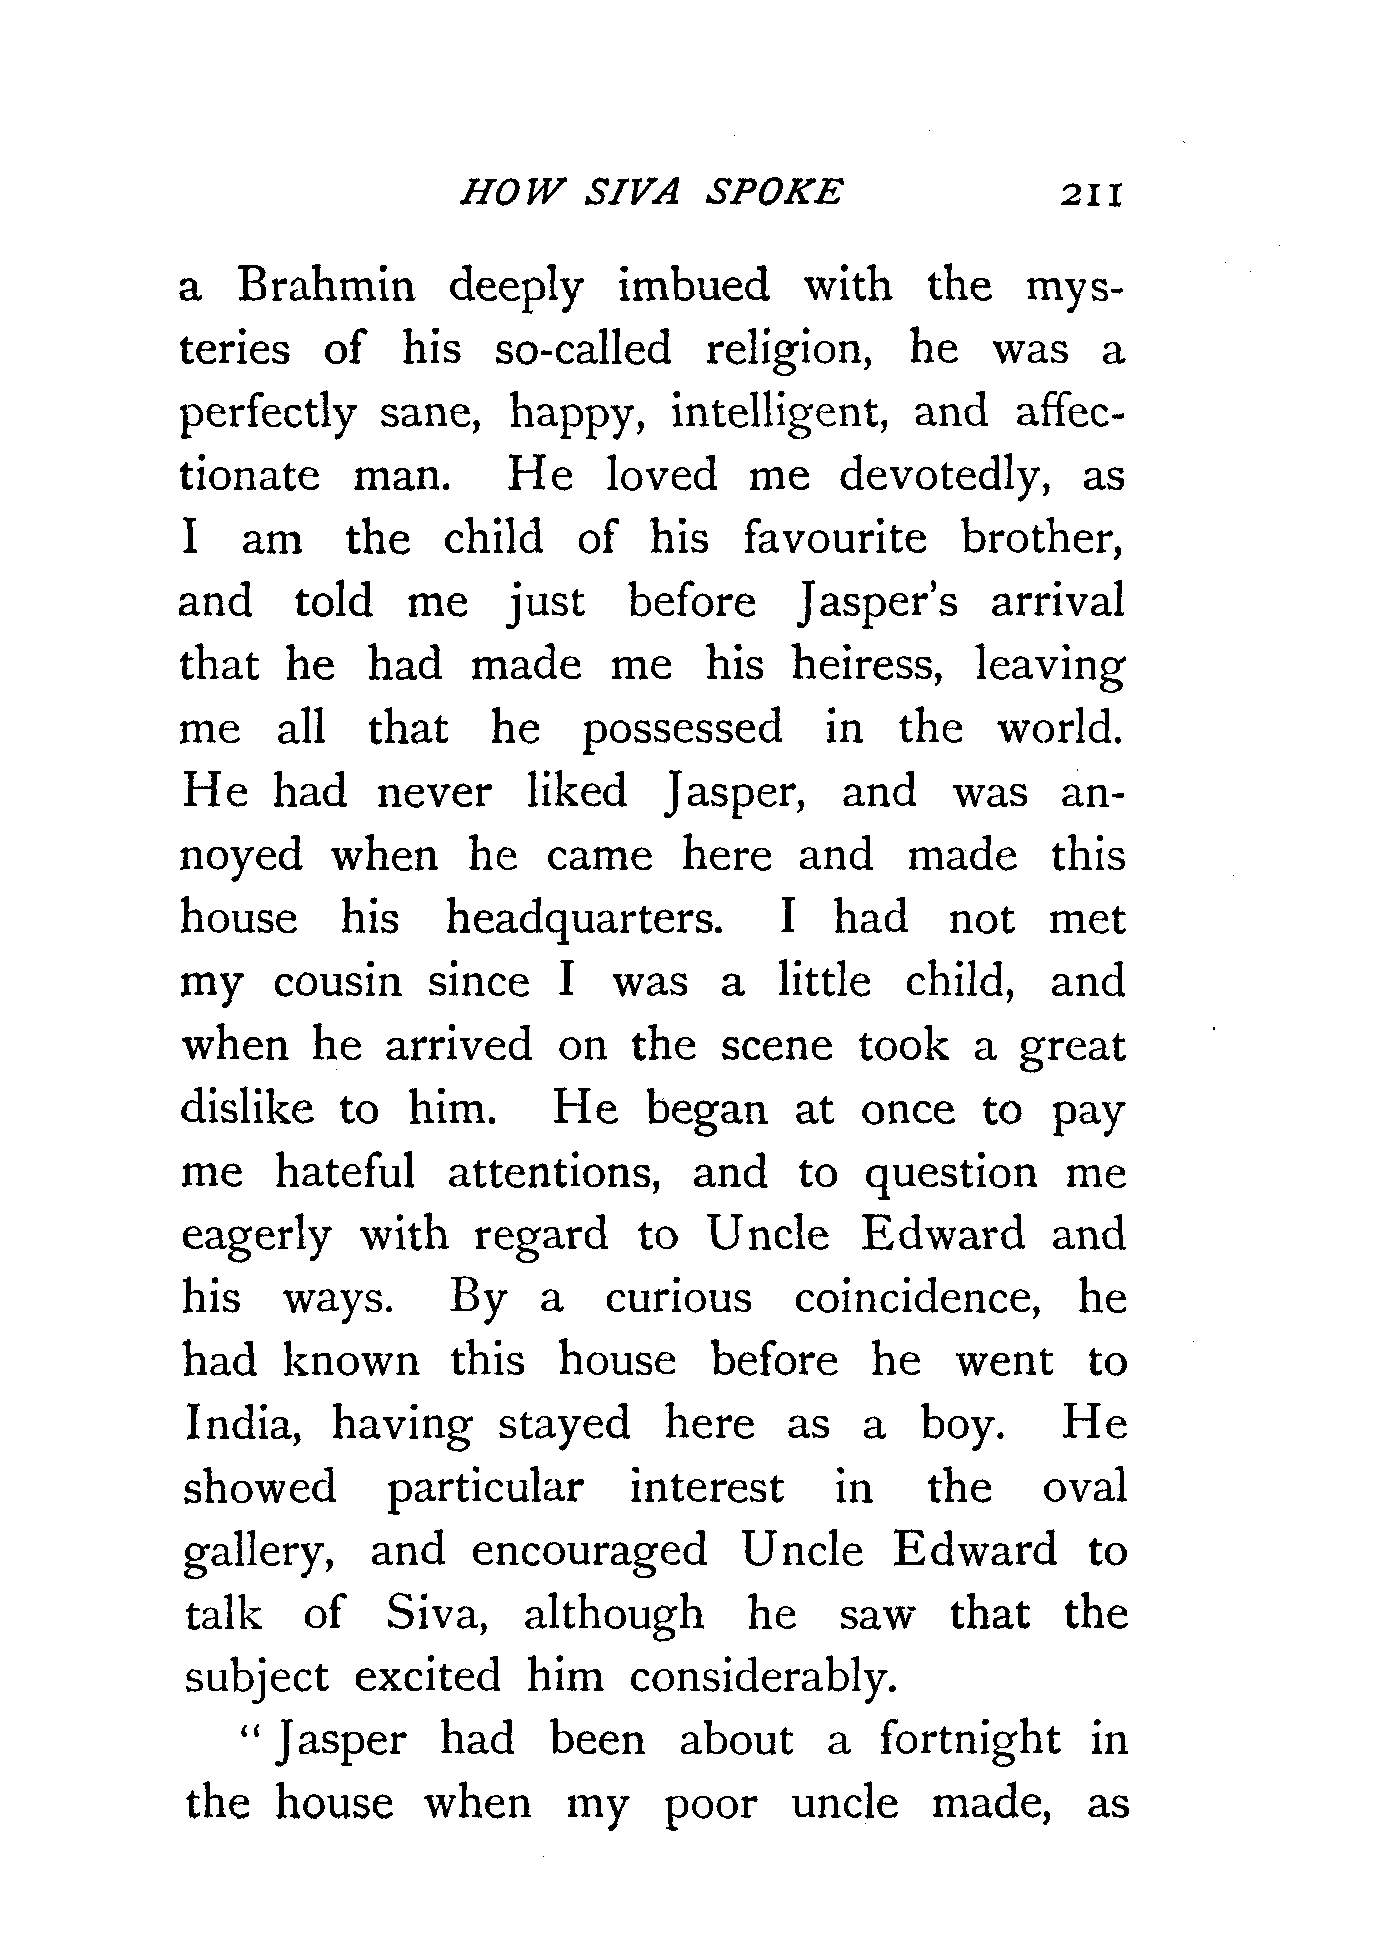 HOW SIVA SPOKE 211
a Brahmin deeply imbued with the mys-
teries of his so-called religion, he was a
perfectly sane, happy, intelligent, and affec-
tionate man. He loved me devotedly, as
I am the child of his favourite brother,
and told me just before Jasper's arrival
that he had made me his heiress, leaving
me all that he possessed in the world.
He had never liked Jasper, and was an-
noyed when he came here and made this
house his headquarters. I had not met
my cousin since I was a little child, and
when he arrived on the scene took a great
dislike to him. He began at once to pay
me hateful attentions, and to question me
eagerly with regard to Uncle Edward and
his ways. By a curious coincidence, he
had known this house before he went to
India, having stayed here as a boy. He
showed particular interest in the oval
gallery, and encouraged Uncle Edward to
talk of Siva, although he saw that the
subject excited him considerably.
"Jasper had been about a fortnight in
the house when my poor uncle made, as